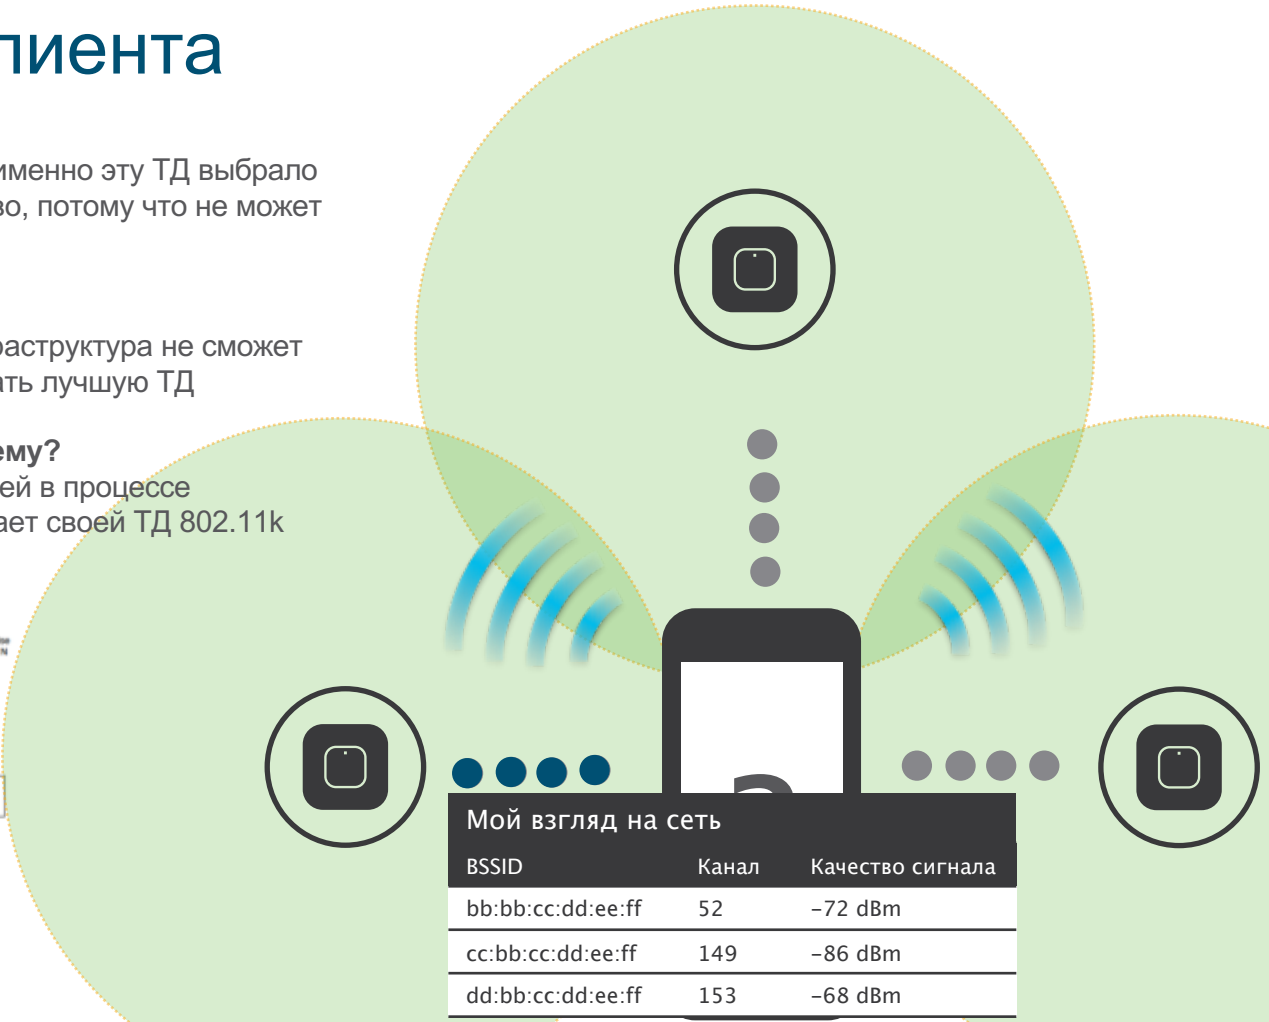 лиента
именно эту ТД выбрало
во, потому что не может
раструктура не сможет
ать лучшую ТД
ему?
ей в процессе
ает своей ТД 802.11k
Мой взгляд на сеть
BSSID Канал Качество сигнала
bb:bb:cc:dd:ee:ff 52 -72 dBm
cc:bb:cc:dd:ee:ff 149 -86 dBm
dd:bb:cc:dd:ee:ff 153 -68 dBm